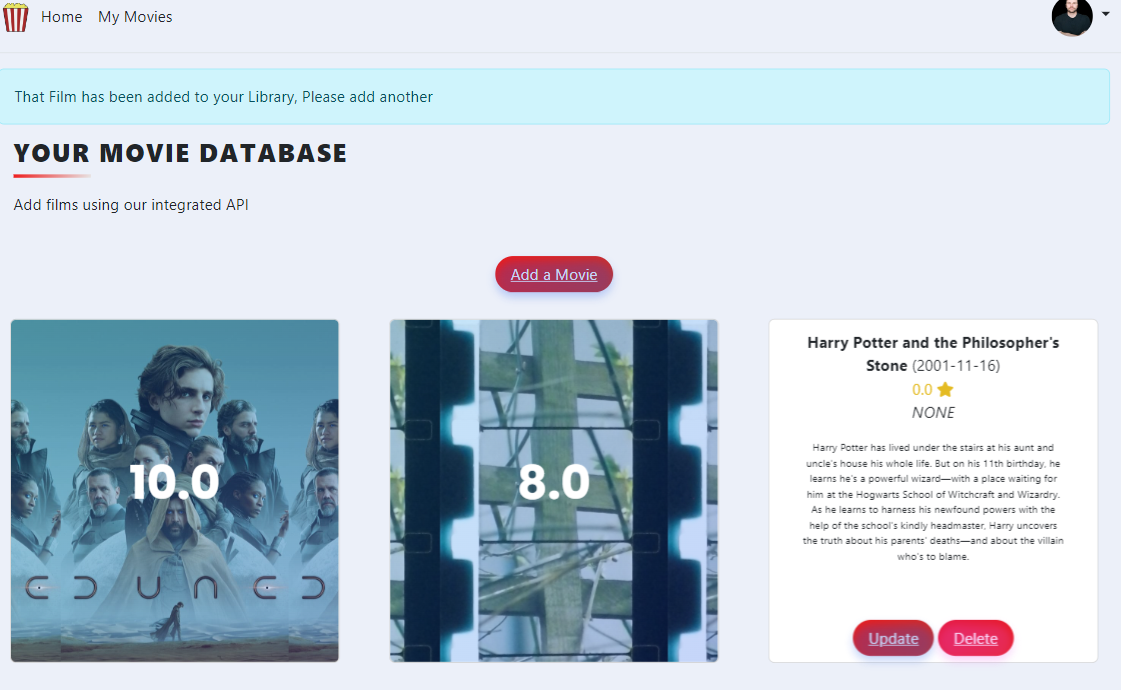 Home My Movies
That Film has been added to your Library, Please add another
YOUR MOVIE DATABASE
Add films using our integrated API
Add a Movie
10.0
8.0
Harry Potter and the Philosopher's
Stone (2001-11-16)
0.0
NONE
Harry Potter has lived under the stairs at his aunt and
uncle's house his whole life. But on his 11th birthday, he
learns he's a powerful wizard—with a place waiting for
him at the Hogwarts School of Witchcraft and Wizardry.
As he learns to harness his newfound powers with the
help of the school's kindly headmaster, Harry uncovers
the truth about his parents' deaths—and about the villain
who's to blame.
D U N E
Update Delete